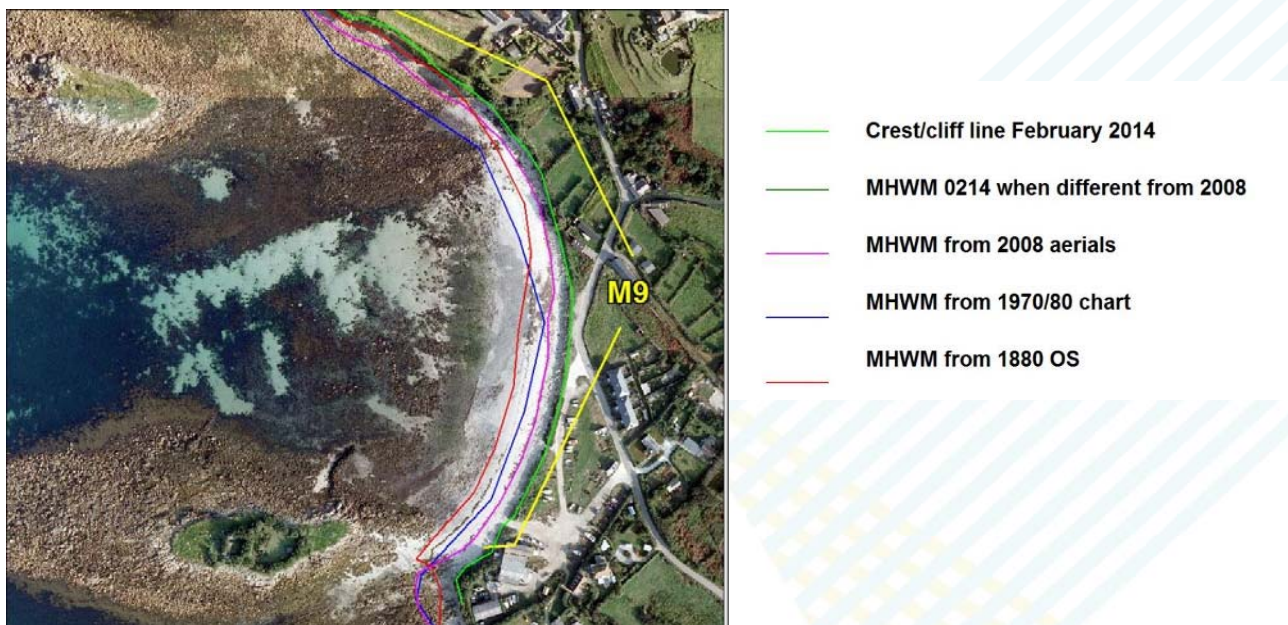 M9
Crest/cliff line February 2014
MHWM 0214 when different from 2008
MHWM from 2008 aerials
MHWM from 1970/80 chart
MHWM from 1880 OS